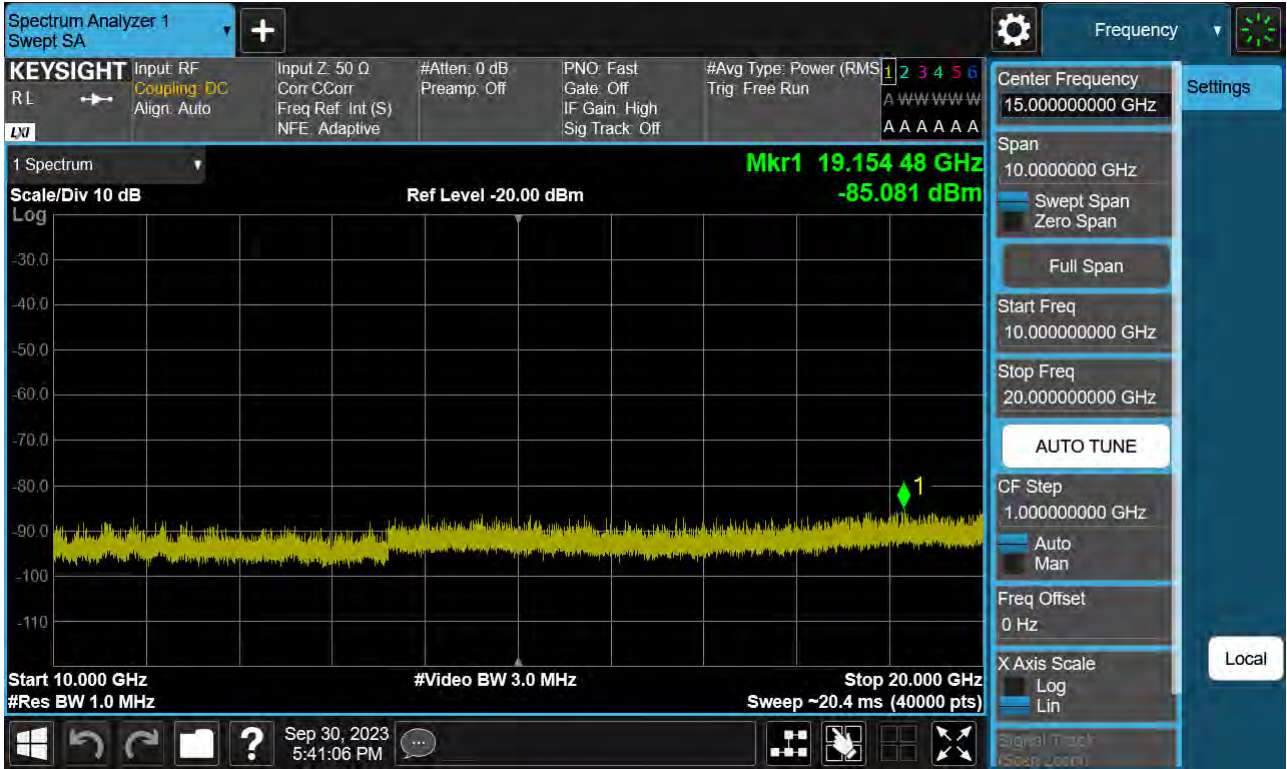 Spectrum Analyzer 1
Swept SA
Frequency
KEYSIGHT
R L
LXI
Input: RF
Coupling: DC
Align: Auto
Input Z: 50 Ω
Corr CCorr
Freq Ref: Int (S)
NFE: Adaptive
#Atten: 0 dB
Preamp: Off
PNO: Fast
Gate: Off
IF Gain: High
Sig Track: Off
#Avg Type: Power (RMS
Trig: Free Run
1 2 3 4 5 6
A W W W W W
A A A A A A
1 Spectrum
Scale/Div 10 dB
Ref Level -20.00 dBm
Mkr1 19.154 48 GHz
-85.081 dBm
Log
-30.0
-40.0
-50.0
-60.0
-70.0
-80.0
-90.0
-100
-110
1
Start 10.000 GHz
#Video BW 3.0 MHz
Stop 20.000 GHz
#Res BW 1.0 MHz
Sweep ~20.4 ms (40000 pts)
Center Frequency
15.000000000 GHz
Settings
Span
10.0000000 GHz
Swept Span
Zero Span
Full Span
Start Freq
10.000000000 GHz
Stop Freq
20.000000000 GHz
AUTO TUNE
CF Step
1.000000000 GHz
Auto
Man
Freq Offset
0 Hz
X Axis Scale
Log
Lin
Signal Track
(Span Zoom)
Local
?
Sep 30, 2023
5:41:06 PM